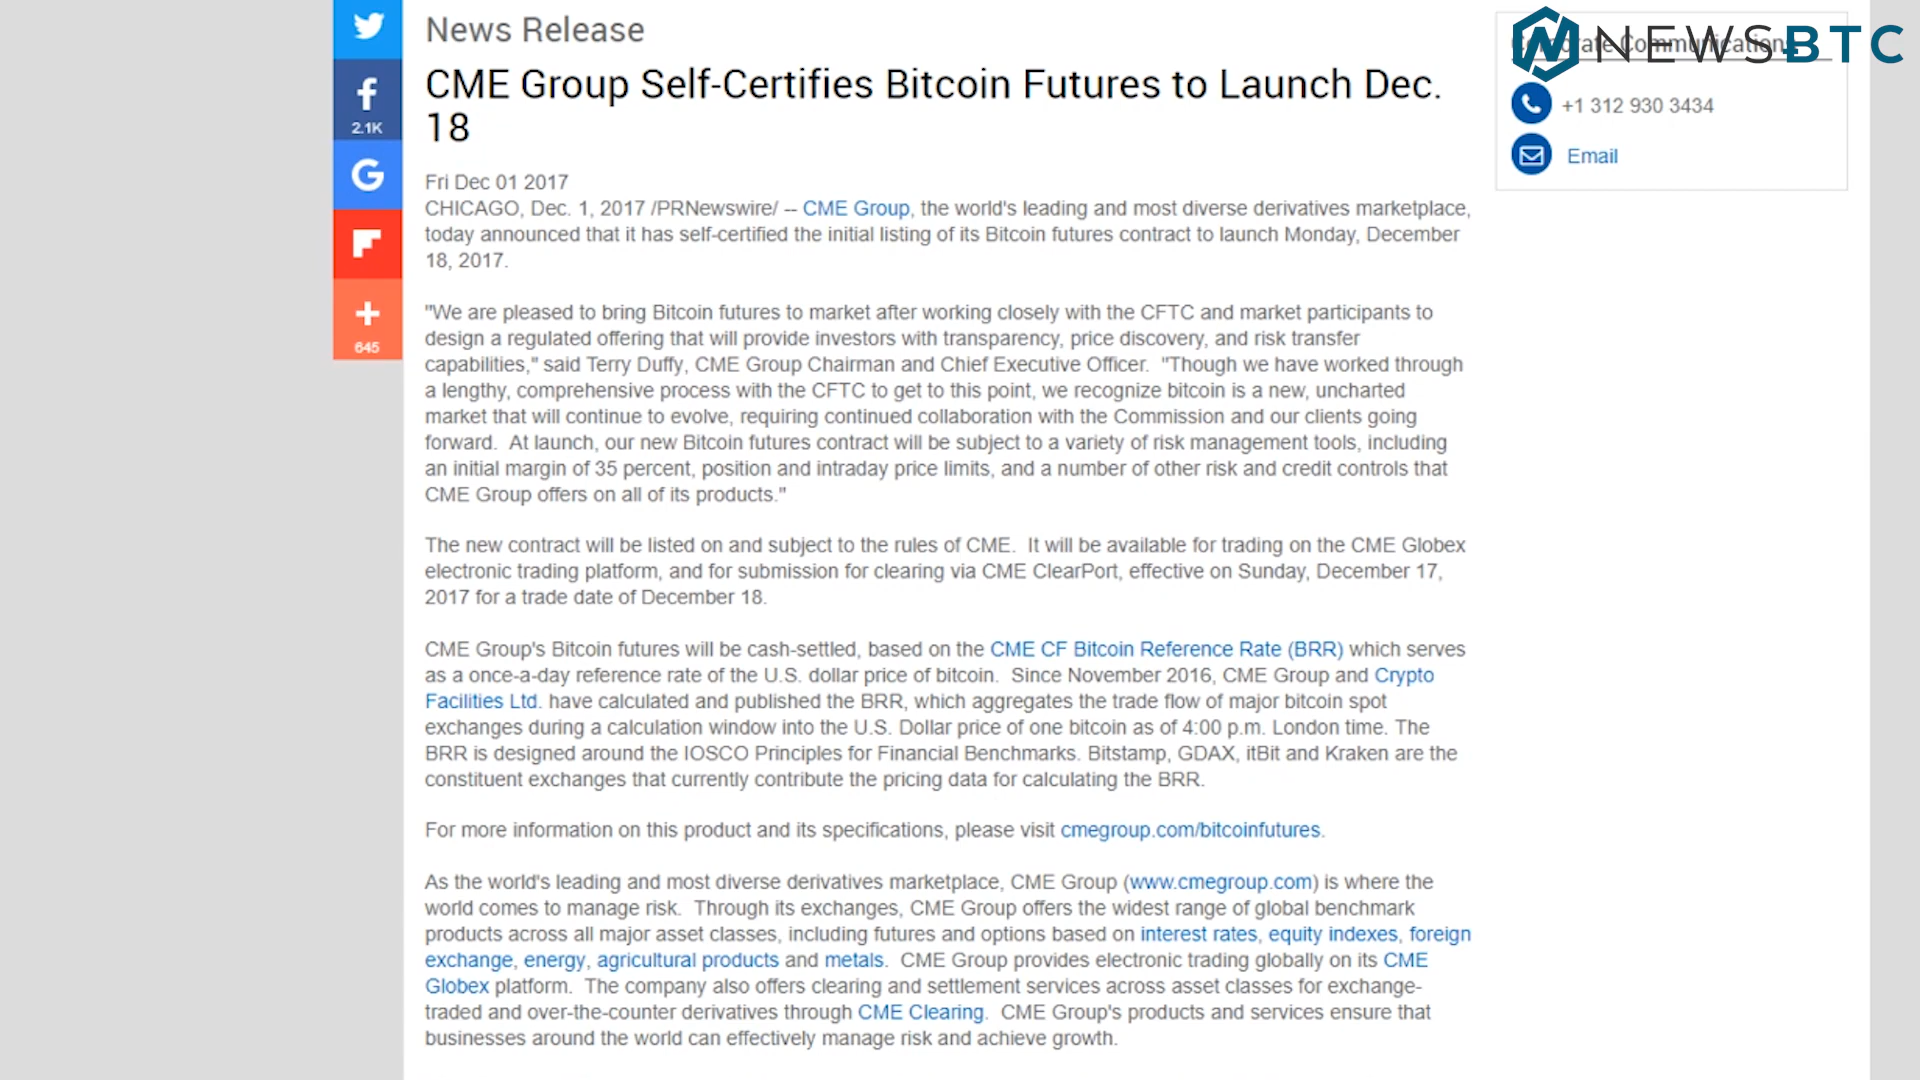 News Release
CME Group Self-Certifies Bitcoin Futures to Launch Dec.
18
Fri Dec 01 2017
CHICAGO, Dec. 1, 2017 /PRNewswire/ -- CME Group, the world's leading and most diverse derivatives marketplace,
today announced that it has self-certified the initial listing of its Bitcoin futures contract to launch Monday, December
18, 2017.
"We are pleased to bring Bitcoin futures to market after working closely with the CFTC and market participants to
design a regulated offering that will provide investors with transparency, price discovery, and risk transfer
capabilities," said Terry Duffy, CME Group Chairman and Chief Executive Officer.  "Though we have worked through
a lengthy, comprehensive process with the CFTC to get to this point, we recognize bitcoin is a new, uncharted
market that will continue to evolve, requiring continued collaboration with the Commission and our clients going
forward.  At launch, our new Bitcoin futures contract will be subject to a variety of risk management tools, including
an initial margin of 35 percent, position and intraday price limits, and a number of other risk and credit controls that
CME Group offers on all of its products."
The new contract will be listed on and subject to the rules of CME.  It will be available for trading on the CME Globex
electronic trading platform, and for submission for clearing via CME ClearPort, effective on Sunday, December 17,
2017 for a trade date of December 18.
CME Group's Bitcoin futures will be cash-settled, based on the CME CF Bitcoin Reference Rate (BRR) which serves
as a once-a-day reference rate of the U.S. dollar price of bitcoin.  Since November 2016, CME Group and Crypto
Facilities Ltd. have calculated and published the BRR, which aggregates the trade flow of major bitcoin spot
exchanges during a calculation window into the U.S. Dollar price of one bitcoin as of 4:00 p.m. London time. The
BRR is designed around the IOSCO Principles for Financial Benchmarks. Bitstamp, GDAX, itBit and Kraken are the
constituent exchanges that currently contribute the pricing data for calculating the BRR.
For more information on this product and its specifications, please visit cmegroup.com/bitcoinfutures.
As the world's leading and most diverse derivatives marketplace, CME Group (www.cmegroup.com) is where the
world comes to manage risk.  Through its exchanges, CME Group offers the widest range of global benchmark
products across all major asset classes, including futures and options based on interest rates, equity indexes, foreign
exchange, energy, agricultural products and metals.  CME Group provides electronic trading globally on its CME
Globex platform.  The company also offers clearing and settlement services across asset classes for exchange-
traded and over-the-counter derivatives through CME Clearing.  CME Group's products and services ensure that
businesses around the world can effectively manage risk and achieve growth.
2.1K
645
NEWSBTC
Corporate Communications
+1 312 930 3434
Email